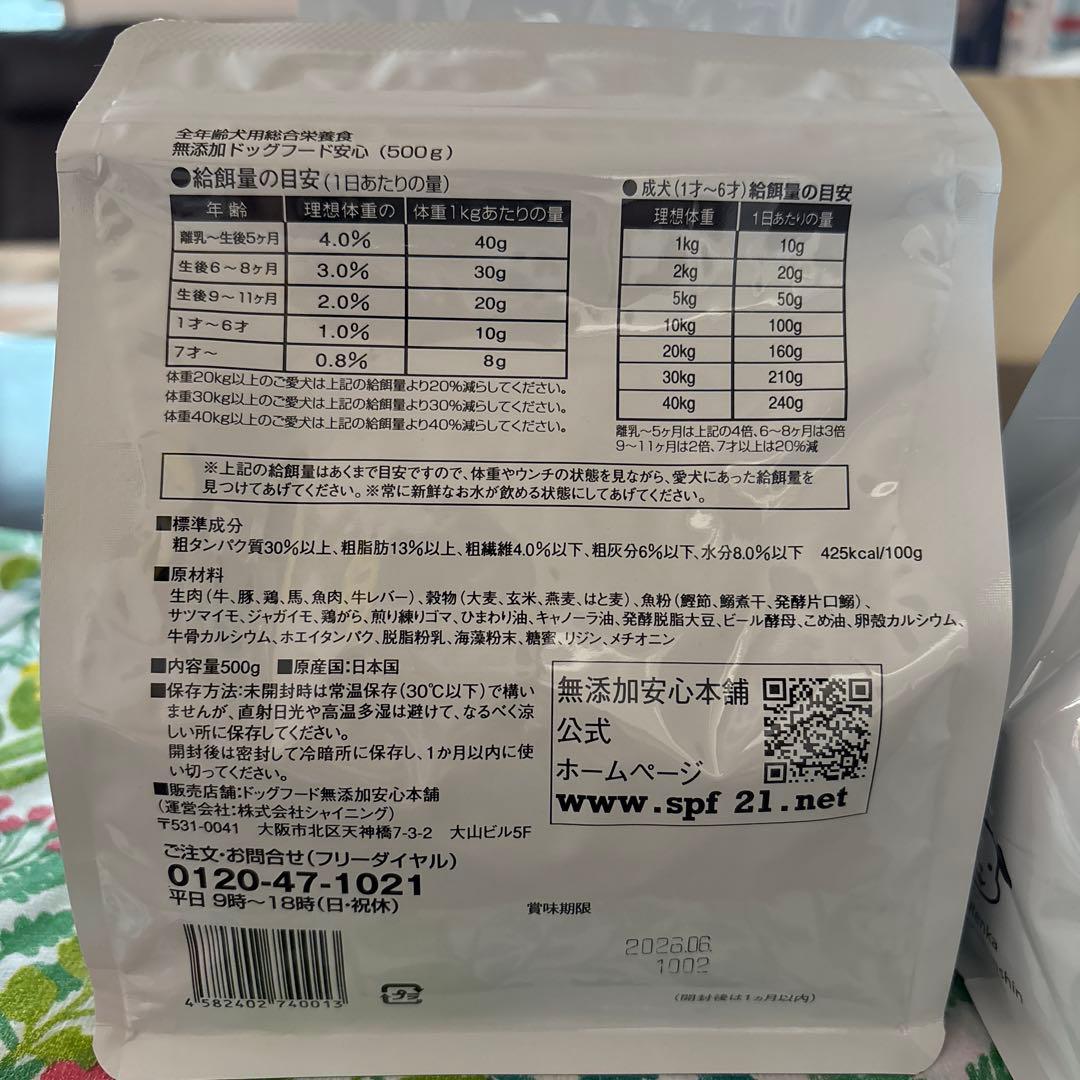 全年齢犬用総合栄養食
無添加ドッグフード安心（500g）
●給餌量の目安（1日あたりの量）
年齢 理想体重の 体重1kgあたりの量
離乳～生後5ヶ月 4.0% 40g
生後6～8ヶ月 3.0% 30g
生後9～11ヶ月 2.0% 20g
1才～6才 1.0% 10g
7才～ 0.8% 8g
体重20kg以上のご愛犬は上記の給餌量より20%減らしてください。
体重30kg以上のご愛犬は上記の給餌量より30%減らしてください。
体重40kg以上のご愛犬は上記の給餌量より40%減らしてください。
●成犬（1才～6才）給餌量の目安
理想体重 1日あたりの量
1kg 10g
2kg 20g
5kg 50g
10kg 100g
20kg 160g
30kg 210g
40kg 240g
離乳～5ヶ月は上記の4倍、6～8ヶ月は3倍
9～11ヶ月は2倍、7才以上は20%減
※上記の給餌量はあくまで目安ですので、体重やウンチの状態を見ながら、愛犬にあった給餌量を
見つけてあげてください。※常に新鮮なお水が飲める状態にしてあげてください。
■標準成分
粗タンパク質30%以上、粗脂肪13%以上、粗繊維4.0%以下、粗灰分6%以下、水分8.0%以下 425kcal/100g
■原材料
生肉（牛、豚、鶏、馬、魚肉、牛レバー）、穀物（大麦、玄米、燕麦、はと麦）、魚粉（鰹節、鰯煮干、発酵片口鰯）、
サツマイモ、ジャガイモ、鶏がら、煎り練りゴマ、ひまわり油、キャノーラ油、発酵脱脂大豆、ビール酵母、こめ油、卵殻カルシウム、
牛骨カルシウム、ホエイタンパク、脱脂粉乳、海藻粉末、糖蜜、リジン、メチオニン
■内容量500g ■原産国：日本国
■保存方法：未開封時は常温保存（30℃以下）で構い
ませんが、直射日光や高温多湿は避けて、なるべく涼
しい所に保存してください。
開封後は密封して冷暗所に保存し、1か月以内に使
い切ってください。
■販売店舗：ドッグフード無添加安心本舗
（運営会社：株式会社シャイニング）
〒531-0041 大阪市北区天神橋7-3-2 大山ビル5F
ご注文・お問合せ（フリーダイヤル）
0120-47-1021
平日 9時～18時（日・祝休）
無添加安心本舗
公式
ホームページ
www.spf 21.net
賞味期限
2026.06.
1002
（開封後は1ヵ月以内）
4 582402 740013
プラ